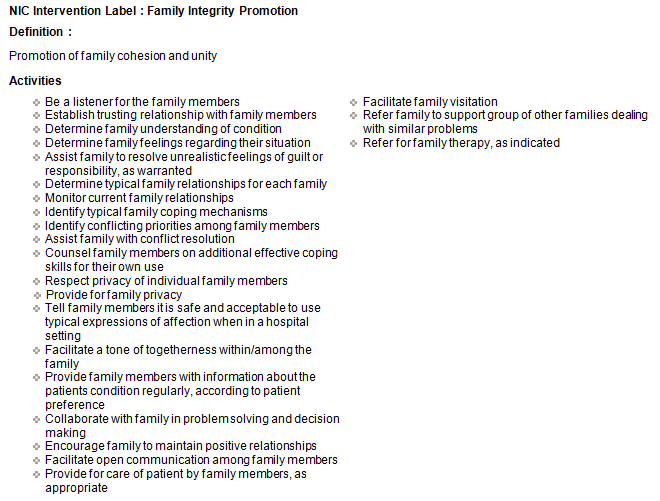 NIC Intervention Label : Family Integrity Promotion
Definition :
Promotion of family cohesion and unity
Activities
Be a listener for the family members
Establish trusting relationship with family members
Determine family understanding of condition
Determine family feelings regarding their situation
Assist family to resolve unrealistic feelings of guilt or
responsibility, as warranted
Determine typical family relationships for each family
Monitor current family relationships
Identify typical family coping mechanisms
Identify conflicting priorities among family members
Assist family with conflict resolution
Counsel family members on additional effective coping
skills for their own use
Respect privacy of individual family members
Provide for family privacy
Tell family members it is safe and acceptable to use
typical expressions of affection when in a hospital
setting
Facilitate a tone of togetherness within/among the
family
Provide family members with information about the
patients condition regularly, according to patient
preference
Collaborate with family in problem solving and decision
making
Encourage family to maintain positive relationships
Facilitate open communication among family members
Provide for care of patient by family members, as
appropriate
Facilitate family visitation
Refer family to support group of other families dealing
with similar problems
Refer for family therapy, as indicated